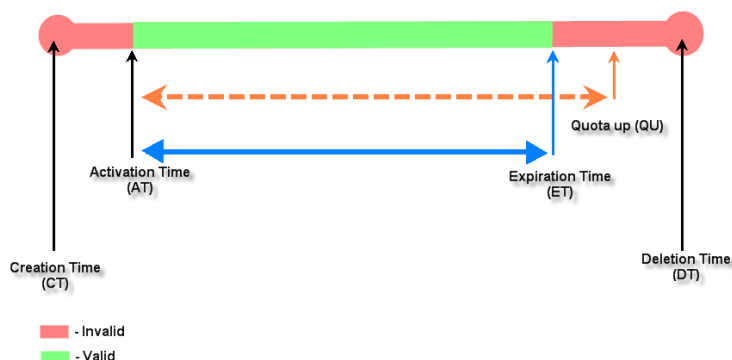 Quota up (QU)
Activation Time
(AT)
Expiration Time
(ET)
Creation Time
(CT)
Deletion Time
(DT)
- Invalid
- Valid